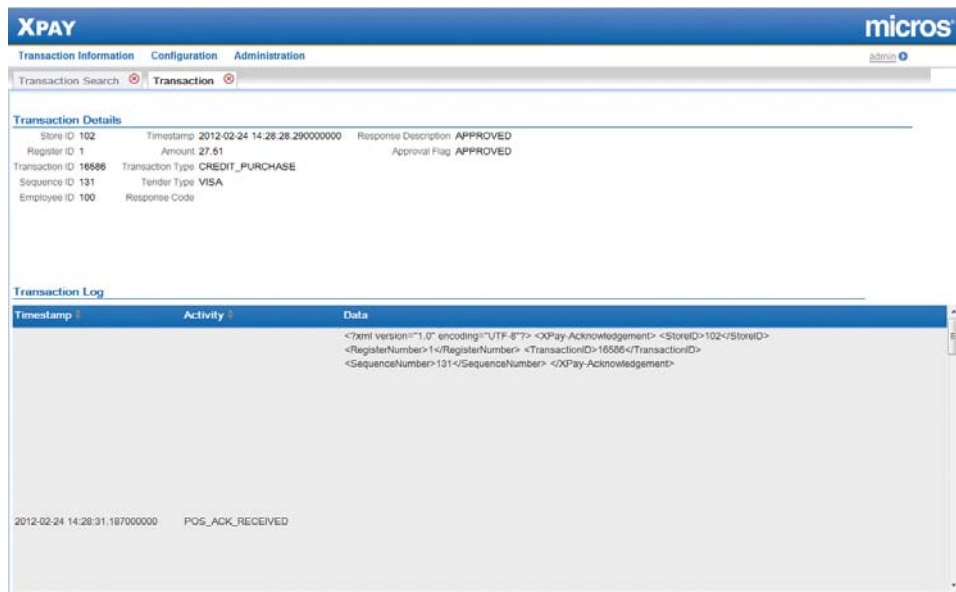 XPAY
micros
Transaction Information Configuration Administration
admin
Transaction Search Transaction
Transaction Details
Store ID 102 Timestamp 2012-02-24 14:28:28.290000000 Response Description APPROVED
Register ID 1 Amount 27.51 Approval Flag APPROVED
Transaction ID 16586 Transaction Type CREDIT_PURCHASE
Sequence ID 131 Tender Type VISA
Employee ID 100 Response Code
Transaction Log
Timestamp Activity Data
<?xml version="1.0" encoding="UTF-8"?> <XPay-Acknowledgement> <StoreID>102</StoreID>
<RegisterNumber>1</RegisterNumber> <TransactionID>16586</TransactionID>
<SequenceNumber>131</SequenceNumber> </XPay-Acknowledgement>
2012-02-24 14:28:31.187000000 POS_ACK_RECEIVED